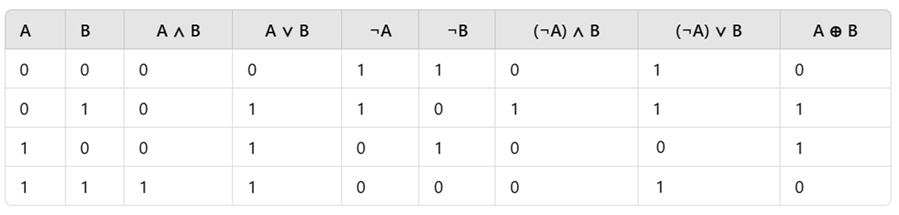 A B A ∧ B A ∨ B ¬A ¬B (¬A) ∧ B (¬A) ∨ B A ⊕ B
0 0 0 0 1 1 0 1 0
0 1 0 1 1 0 1 1 1
1 0 0 1 0 1 0 0 1
1 1 1 1 0 0 0 1 0